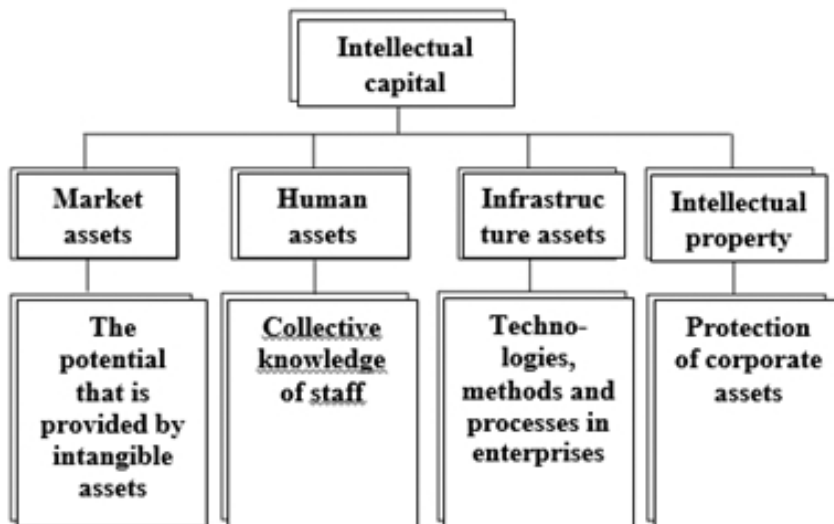 Intellectual
capital
Market
assets
Human
assets
Infrastruc
ture assets
Intellectual
property
The
potential
that is
provided by
intangible
assets
Collective
knowledge
of staff
Techno-
logies,
methods and
processes in
enterprises
Protection
of corporate
assets